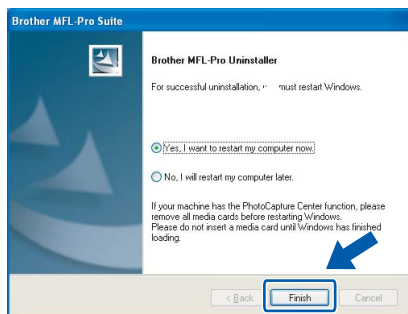 Brother MFL-Pro Suite
Brother MFL-Pro Uninstaller
For successful uninstallation, must restart Windows.
Yes, I want to restart my computer now.
No, I will restart my computer later.
If your machine has the PhotoCapture Center function, please
remove all media cards before restarting Windows.
Please do not insert a media card until Windows has finished
loading.
< Back
Finish
Cancel